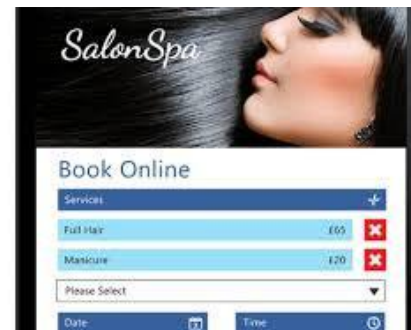 SalonSpa
Book Online
Services
Full Hair £65
Manicure £20
Please Select
Date
Time